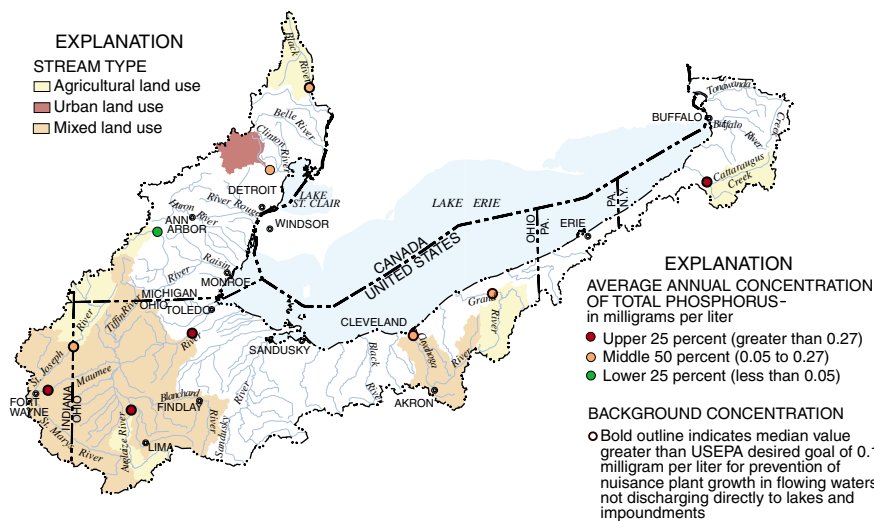 EXPLANATION
STREAM TYPE
Agricultural land use
Urban land use
Mixed land use
Black River
Belle River
Clinton River
DETROIT
LAKE
ST. CLAIR
River Rouge
WINDSOR
Huron River
ANN
ARBOR
River Raisin
MONROE
MICHIGAN
OHIO
TOLEDO
Tiffin River
River
St. Joseph River
Maumee
FORT
WAYNE
INDIANA
OHIO
St. Marys River
Auglaize River
LIMA
Blanchard
River
FINDLAY
Sandusky
River
SANDUSKY
Black
River
CLEVELAND
Cuyahoga
River
AKRON
Grand
River
LAKE ERIE
CANADA
UNITED STATES
OHIO
PA.
ERIE
PA.
N.Y.
BUFFALO
Tonawanda
Creek
Buffalo
River
Cattaraugus
Creek
EXPLANATION
AVERAGE ANNUAL CONCENTRATION
OF TOTAL PHOSPHORUS-
in milligrams per liter
Upper 25 percent (greater than 0.27)
Middle 50 percent (0.05 to 0.27)
Lower 25 percent (less than 0.05)
BACKGROUND CONCENTRATION
Bold outline indicates median value
greater than USEPA desired goal of 0.1
milligram per liter for prevention of
nuisance plant growth in flowing waters
not discharging directly to lakes and
impoundments